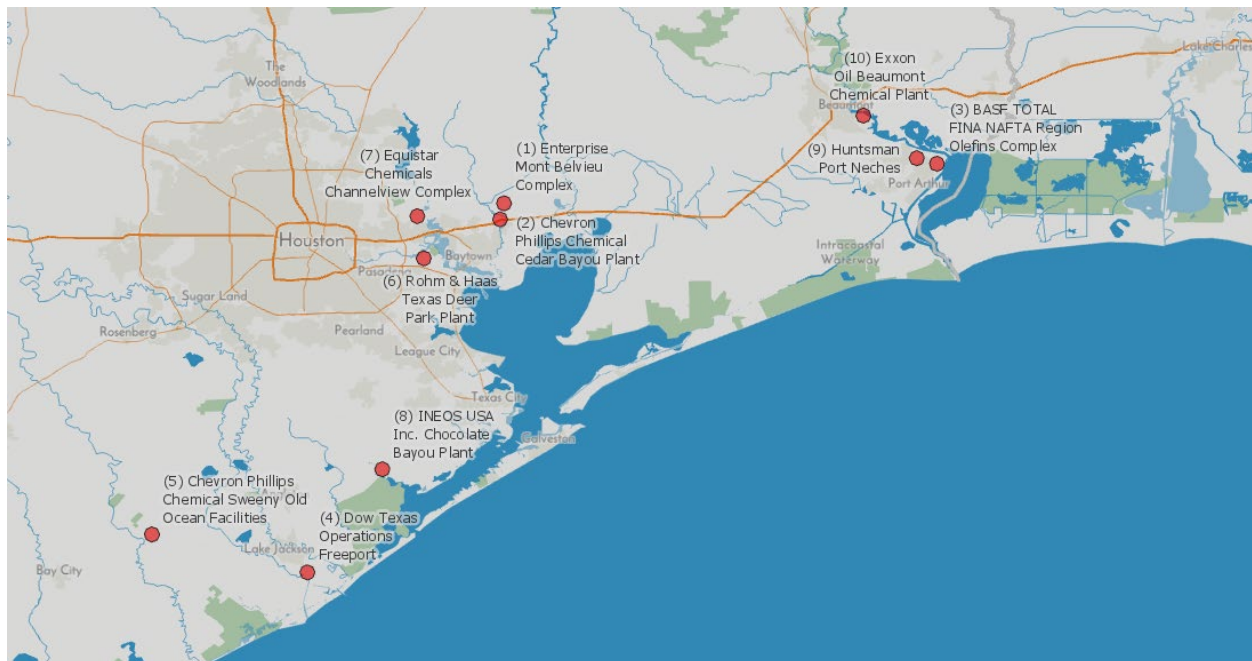 The
Woodlands
Lake Charles
(10) Exxon
Oil Beaumont
Chemical Plant
Beaumont
(3) BASF TOTAL
FINA NAFTA Region
Olefins Complex
(9) Huntsman
Port Neches
Port Arthur
(7) Equistar
Chemicals
Channelview Complex
(1) Enterprise
Mont Belvieu
Complex
(2) Chevron
Phillips Chemical
Cedar Bayou Plant
Houston
Baytown
Pasadena
Intracoastal
Waterway
(6) Rohm & Haas
Texas Deer
Park Plant
Sugar Land
Rosenberg
Pearland
League City
Texas City
(8) INEOS USA
Inc. Chocolate
Bayou Plant
Galveston
(5) Chevron Phillips
Chemical Sweeny Old
Ocean Facilities
(4) Dow Texas
Operations
Freeport
Lake Jackson
Bay City